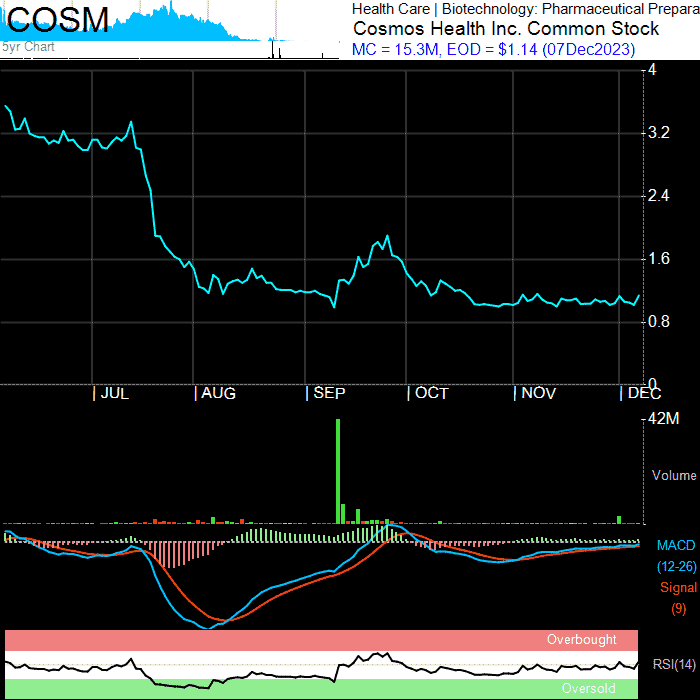 COSM
5yr Chart
Health Care | Biotechnology: Pharmaceutical Prepara
Cosmos Health Inc. Common Stock
MC = 15.3M, EOD = $1.14 (07Dec2023)
4
3.2
2.4
1.6
0.8
0
JUL
AUG
SEP
OCT
NOV
DEC
42M
Volume
MACD
(12-26)
Signal
(9)
Overbought
RSI(14)
Oversold